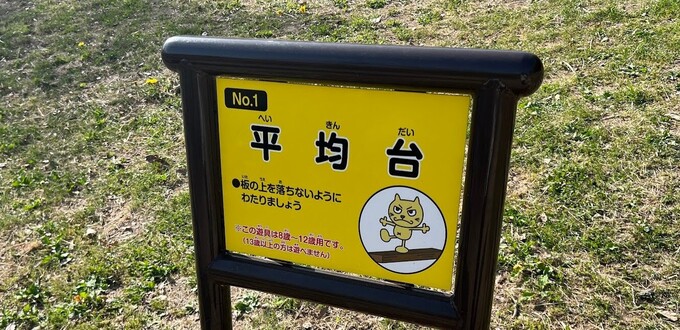 No.1
へい きん だい
平均台
●板の上を落ちないように
わたりましょう
※この遊具は8歳〜12歳用です。
(13歳以上の方は遊べません)